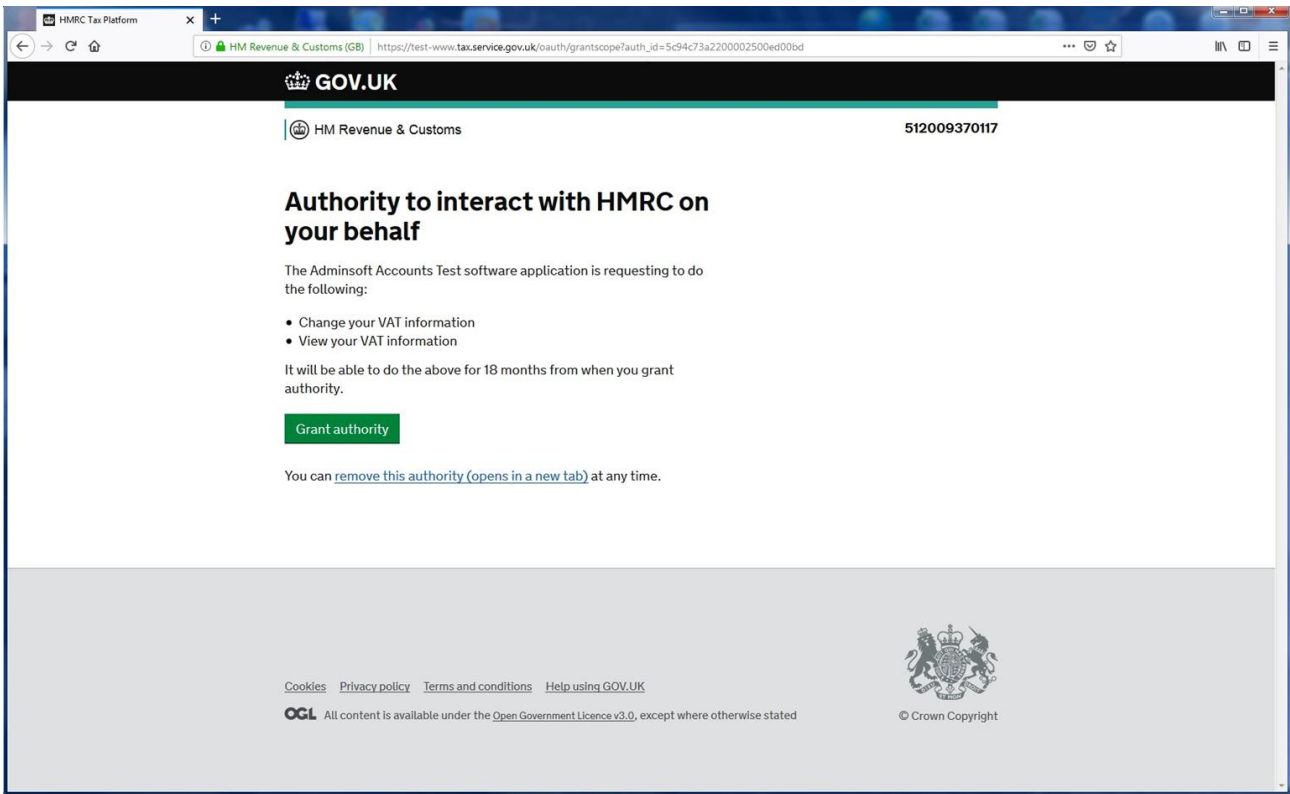 HMRC Tax Platform
HM Revenue & Customs (GB) https://test-www.tax.service.gov.uk/oauth/grantscope?auth_id=5c94c73a2200002500ed00bd
GOV.UK
HM Revenue & Customs 512009370117
Authority to interact with HMRC on
your behalf
The Adminsoft Accounts Test software application is requesting to do
the following:
• Change your VAT information
• View your VAT information
It will be able to do the above for 18 months from when you grant
authority.
Grant authority
You can remove this authority (opens in a new tab) at any time.
Cookies Privacy policy Terms and conditions Help using GOV.UK
OGL All content is available under the Open Government Licence v3.0, except where otherwise stated
© Crown Copyright